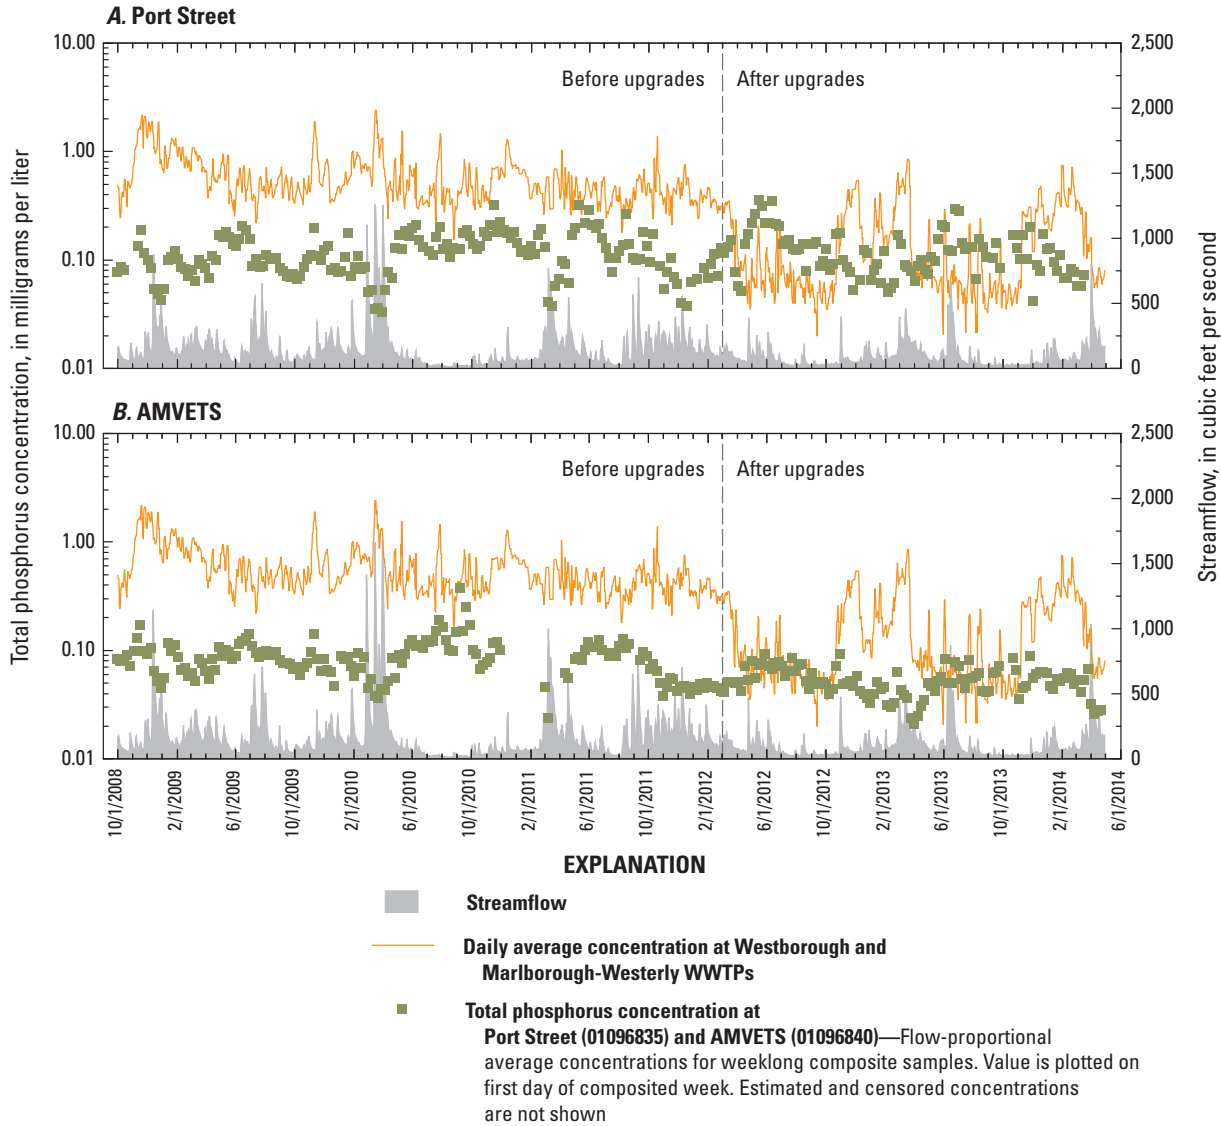 A. Port Street
10.00
1.00
0.10
0.01
2,500
2,000
1,500
1,000
500
0
Before upgrades
After upgrades
B. AMVETS
10.00
1.00
0.10
0.01
2,500
2,000
1,500
1,000
500
0
Before upgrades
After upgrades
Total phosphorus concentration, in milligrams per liter
Streamflow, in cubic feet per second
10/1/2008
2/1/2009
6/1/2009
10/1/2009
2/1/2010
6/1/2010
10/1/2010
2/1/2011
6/1/2011
10/1/2011
2/1/2012
6/1/2012
10/1/2012
2/1/2013
6/1/2013
10/1/2013
2/1/2014
6/1/2014
EXPLANATION
Streamflow
Daily average concentration at Westborough and
Marlborough-Westerly WWTPs
Total phosphorus concentration at
Port Street (01096835) and AMVETS (01096840)—Flow-proportional
average concentrations for weeklong composite samples. Value is plotted on
first day of composited week. Estimated and censored concentrations
are not shown